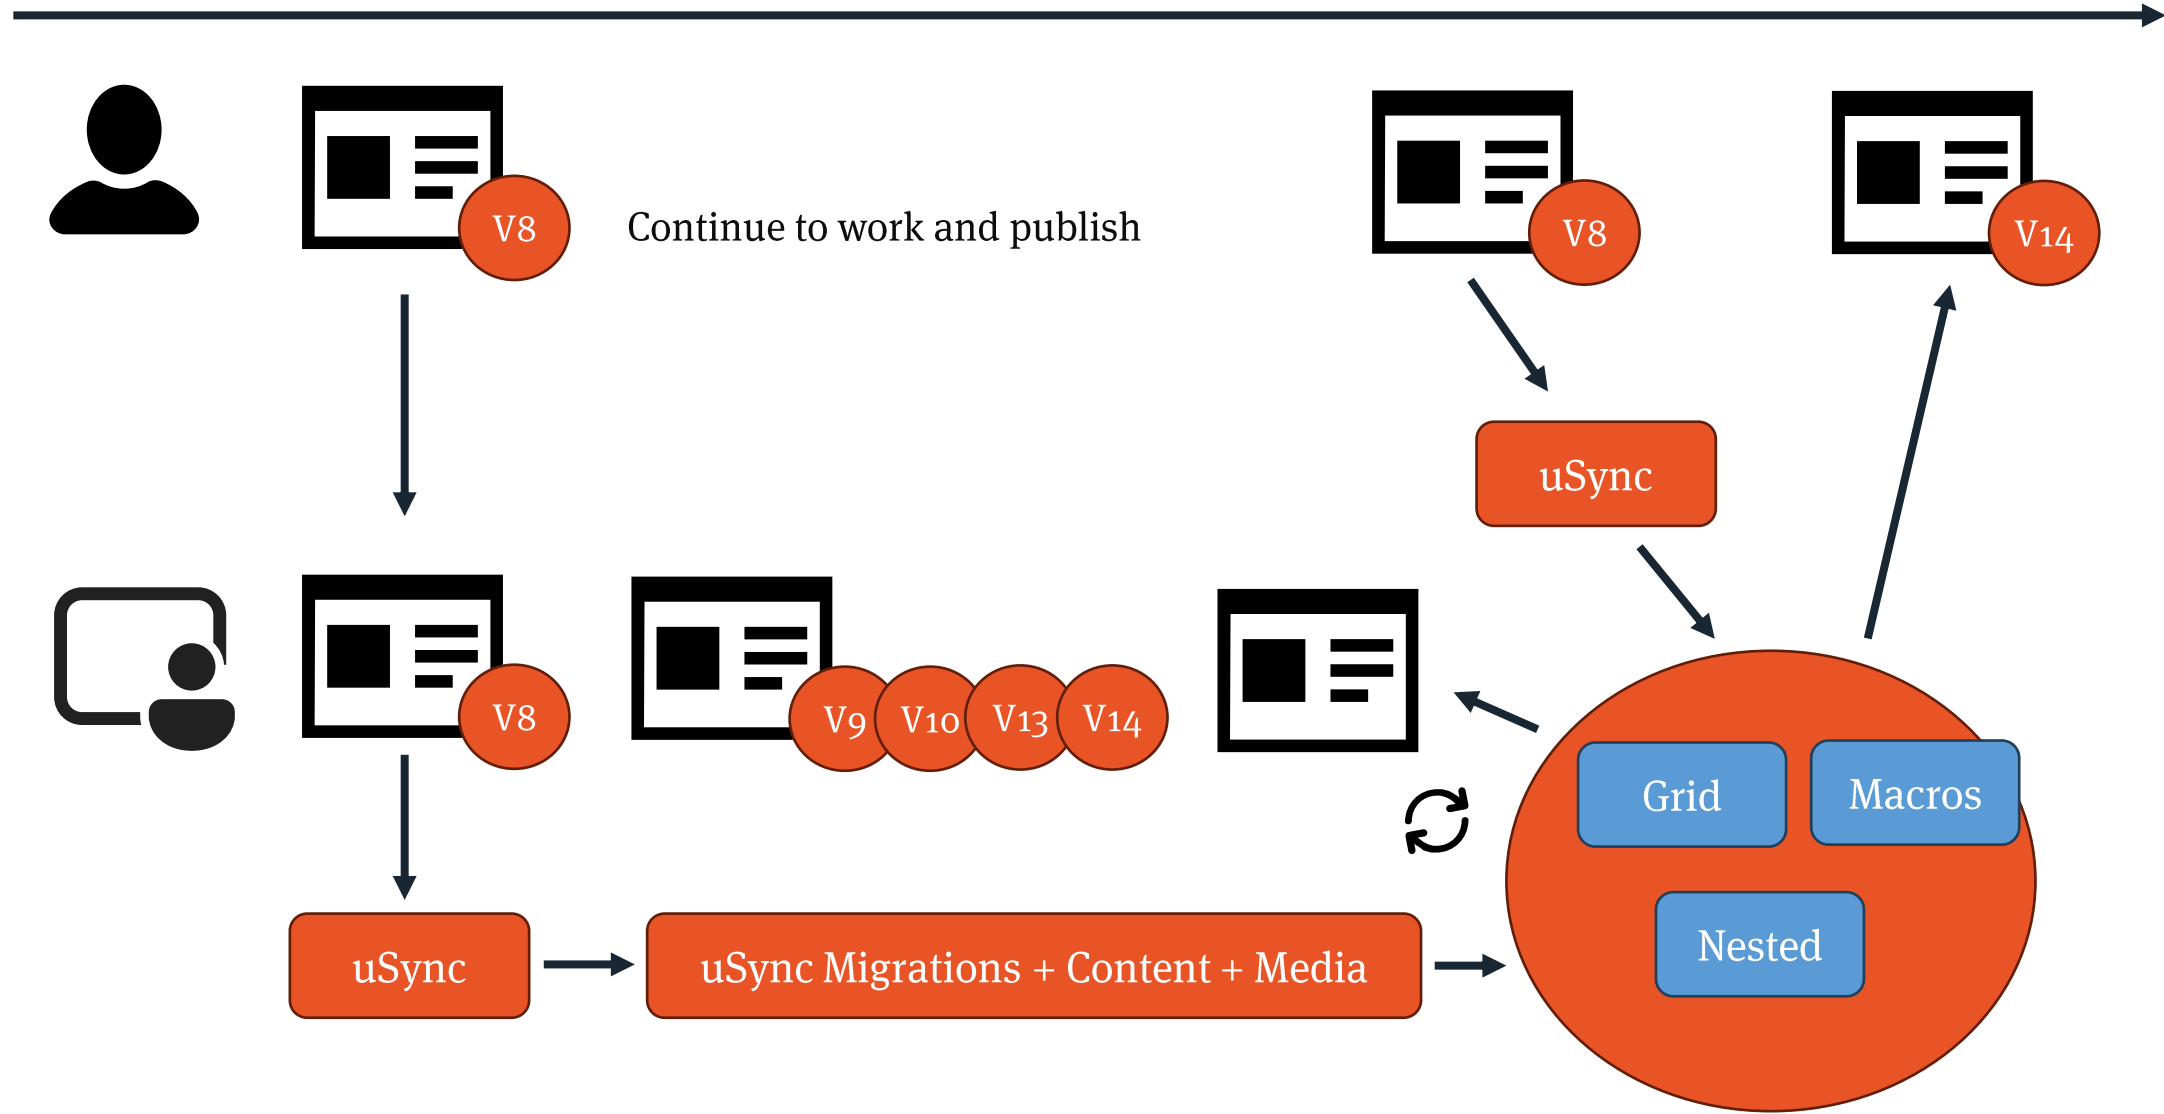 V8
Continue to work and publish
V8
V14
uSync
V8
V9
V10
V13
V14
Grid
Macros
Nested
uSync
uSync Migrations + Content + Media